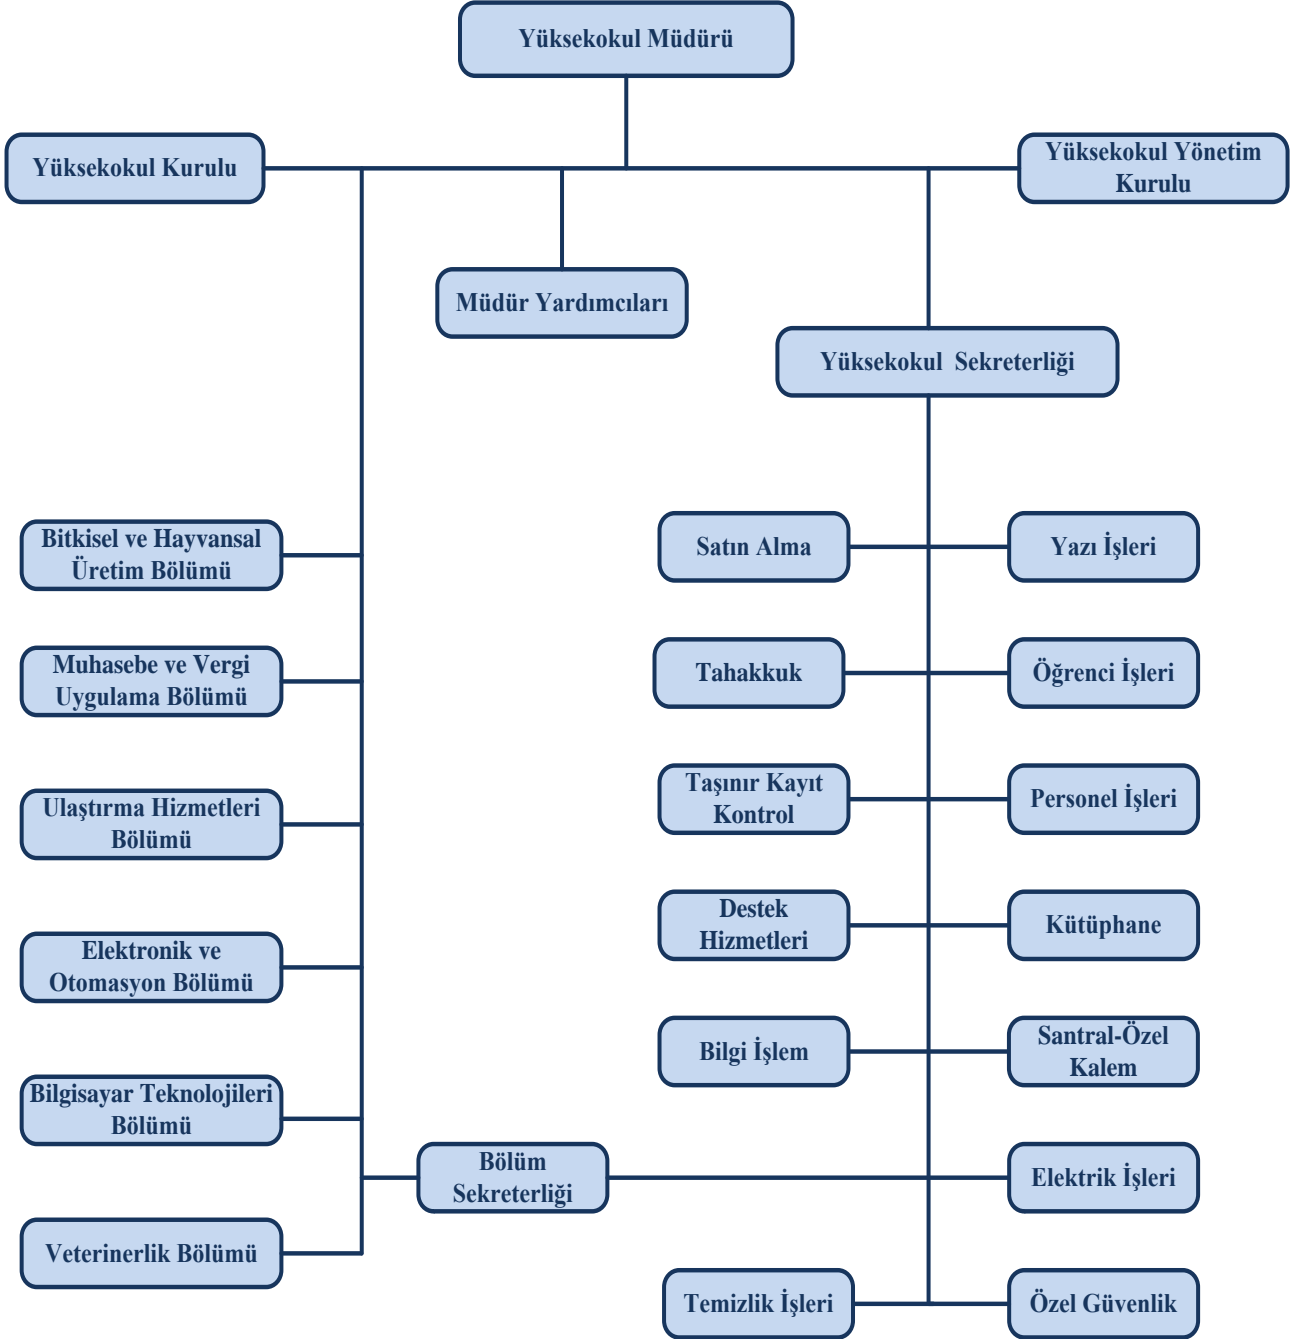 Yüksekokul Müdürü
Yüksekokul Kurulu
Yüksekokul Yönetim
Kurulu
Müdür Yardımcıları
Yüksekokul Sekreterliği
Bitkisel ve Hayvansal
Üretim Bölümü
Satın Alma
Yazı İşleri
Muhasebe ve Vergi
Uygulama Bölümü
Tahakkuk
Öğrenci İşleri
Ulaştırma Hizmetleri
Bölümü
Taşınır Kayıt
Kontrol
Personel İşleri
Elektronik ve
Otomasyon Bölümü
Destek
Hizmetleri
Kütüphane
Bilgisayar Teknolojileri
Bölümü
Bilgi İşlem
Santral-Özel
Kalem
Bölüm
Sekreterliği
Elektrik İşleri
Veterinerlik Bölümü
Temizlik İşleri
Özel Güvenlik